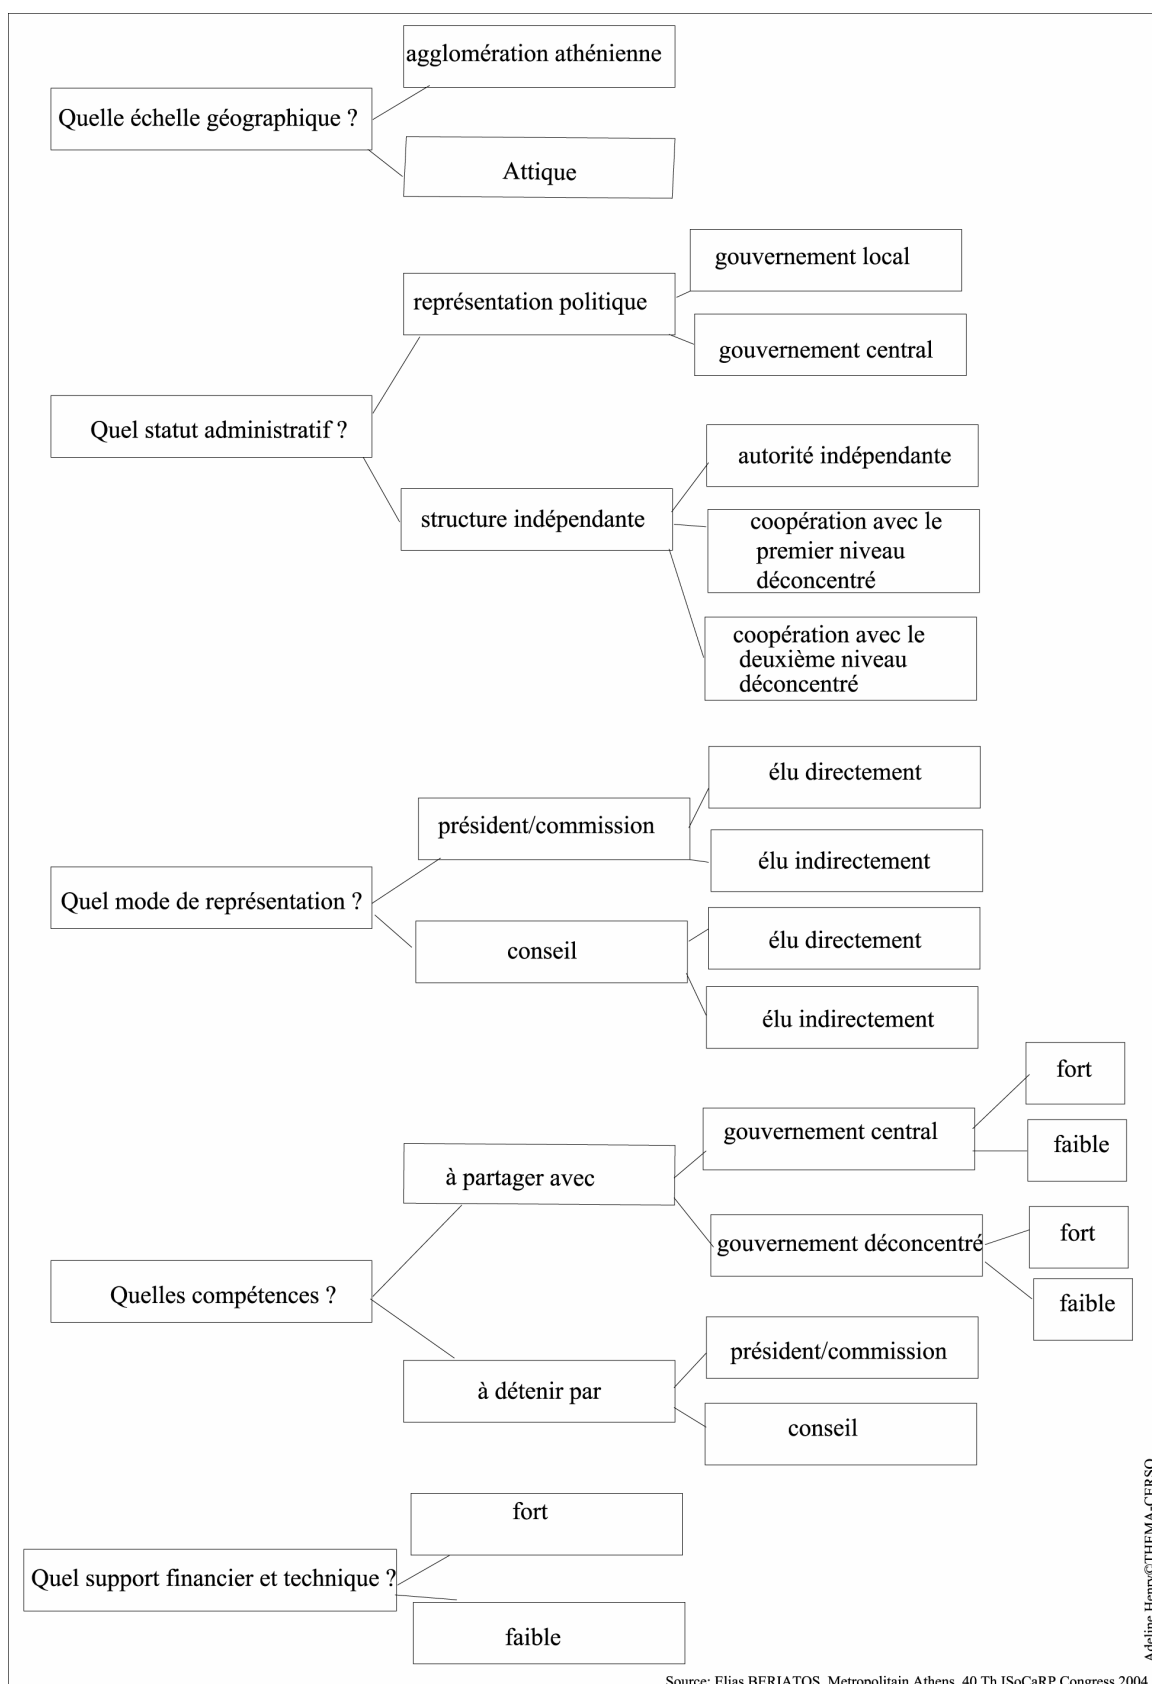 agglomération athénienne
Quelle échelle géographique ?
Attique
gouvernement local
représentation politique
gouvernement central
Quel statut administratif ?
autorité indépendante
structure indépendante
coopération avec le
premier niveau
déconcentré
coopération avec le
deuxième niveau
déconcentré
élu directement
président/commission
élu indirectement
Quel mode de représentation ?
élu directement
conseil
élu indirectement
fort
gouvernement central
faible
à partager avec
fort
gouvernement déconcentré
faible
Quelles compétences ?
président/commission
à détenir par
conseil
fort
Quel support financier et technique ?
faible
Adeline Henry©THEMA-CERSO
Source: Elias BERIATOS, Metropolitain Athens, 40 Th ISoCaRP Congress 2004